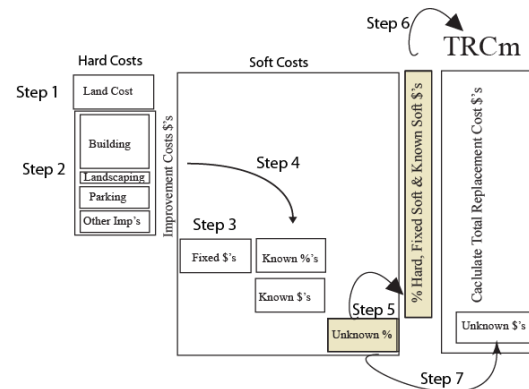 Step 6
TRCm
Hard Costs
Soft Costs
Step 1
Land Cost
Step 2
Building
Landscaping
Parking
Other Imp's
Improvement Costs $'s
Step 4
Step 3
Fixed $'s
Known %'s
Known $'s
Step 5
Unknown %
% Hard, Fixed Soft & Known Soft $'s
Caclulate Total Replacement Cost $'s
Unknown $'s
Step 7